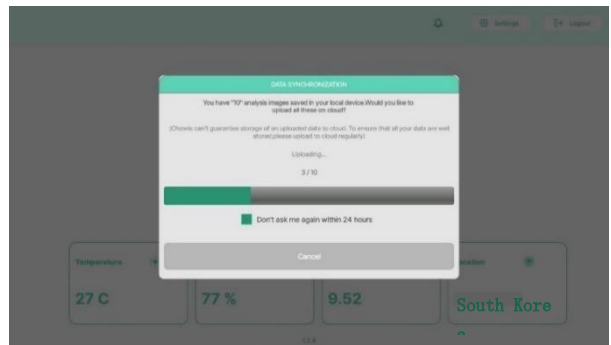 Settings
Logout
DATA SYNCHRONIZATION
You have "10" analysis images saved in your local device.Would you like to
upload all these on cloud?
(Chowis can't guarantee storage of an uploaded data to cloud. To ensure that all your data are well
stored,please upload to cloud regularly)
Uploading...
3 / 10
Don't ask me again within 24 hours
Cancel
Temperature
27 C
77 %
9.52
South Kore